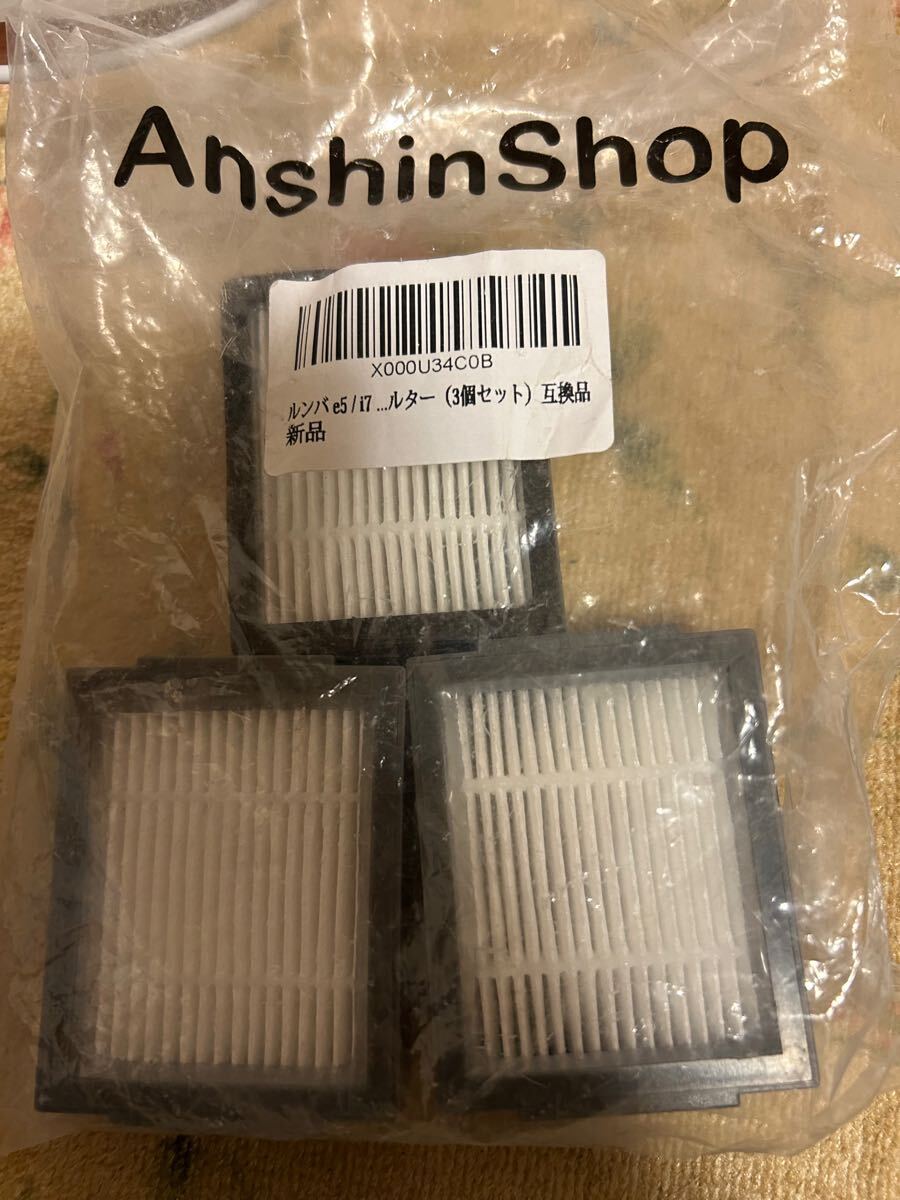 AnshinShop
X000U34C0B
ルンバ e5 / i7 ...ルター（3個セット）互換品
新品